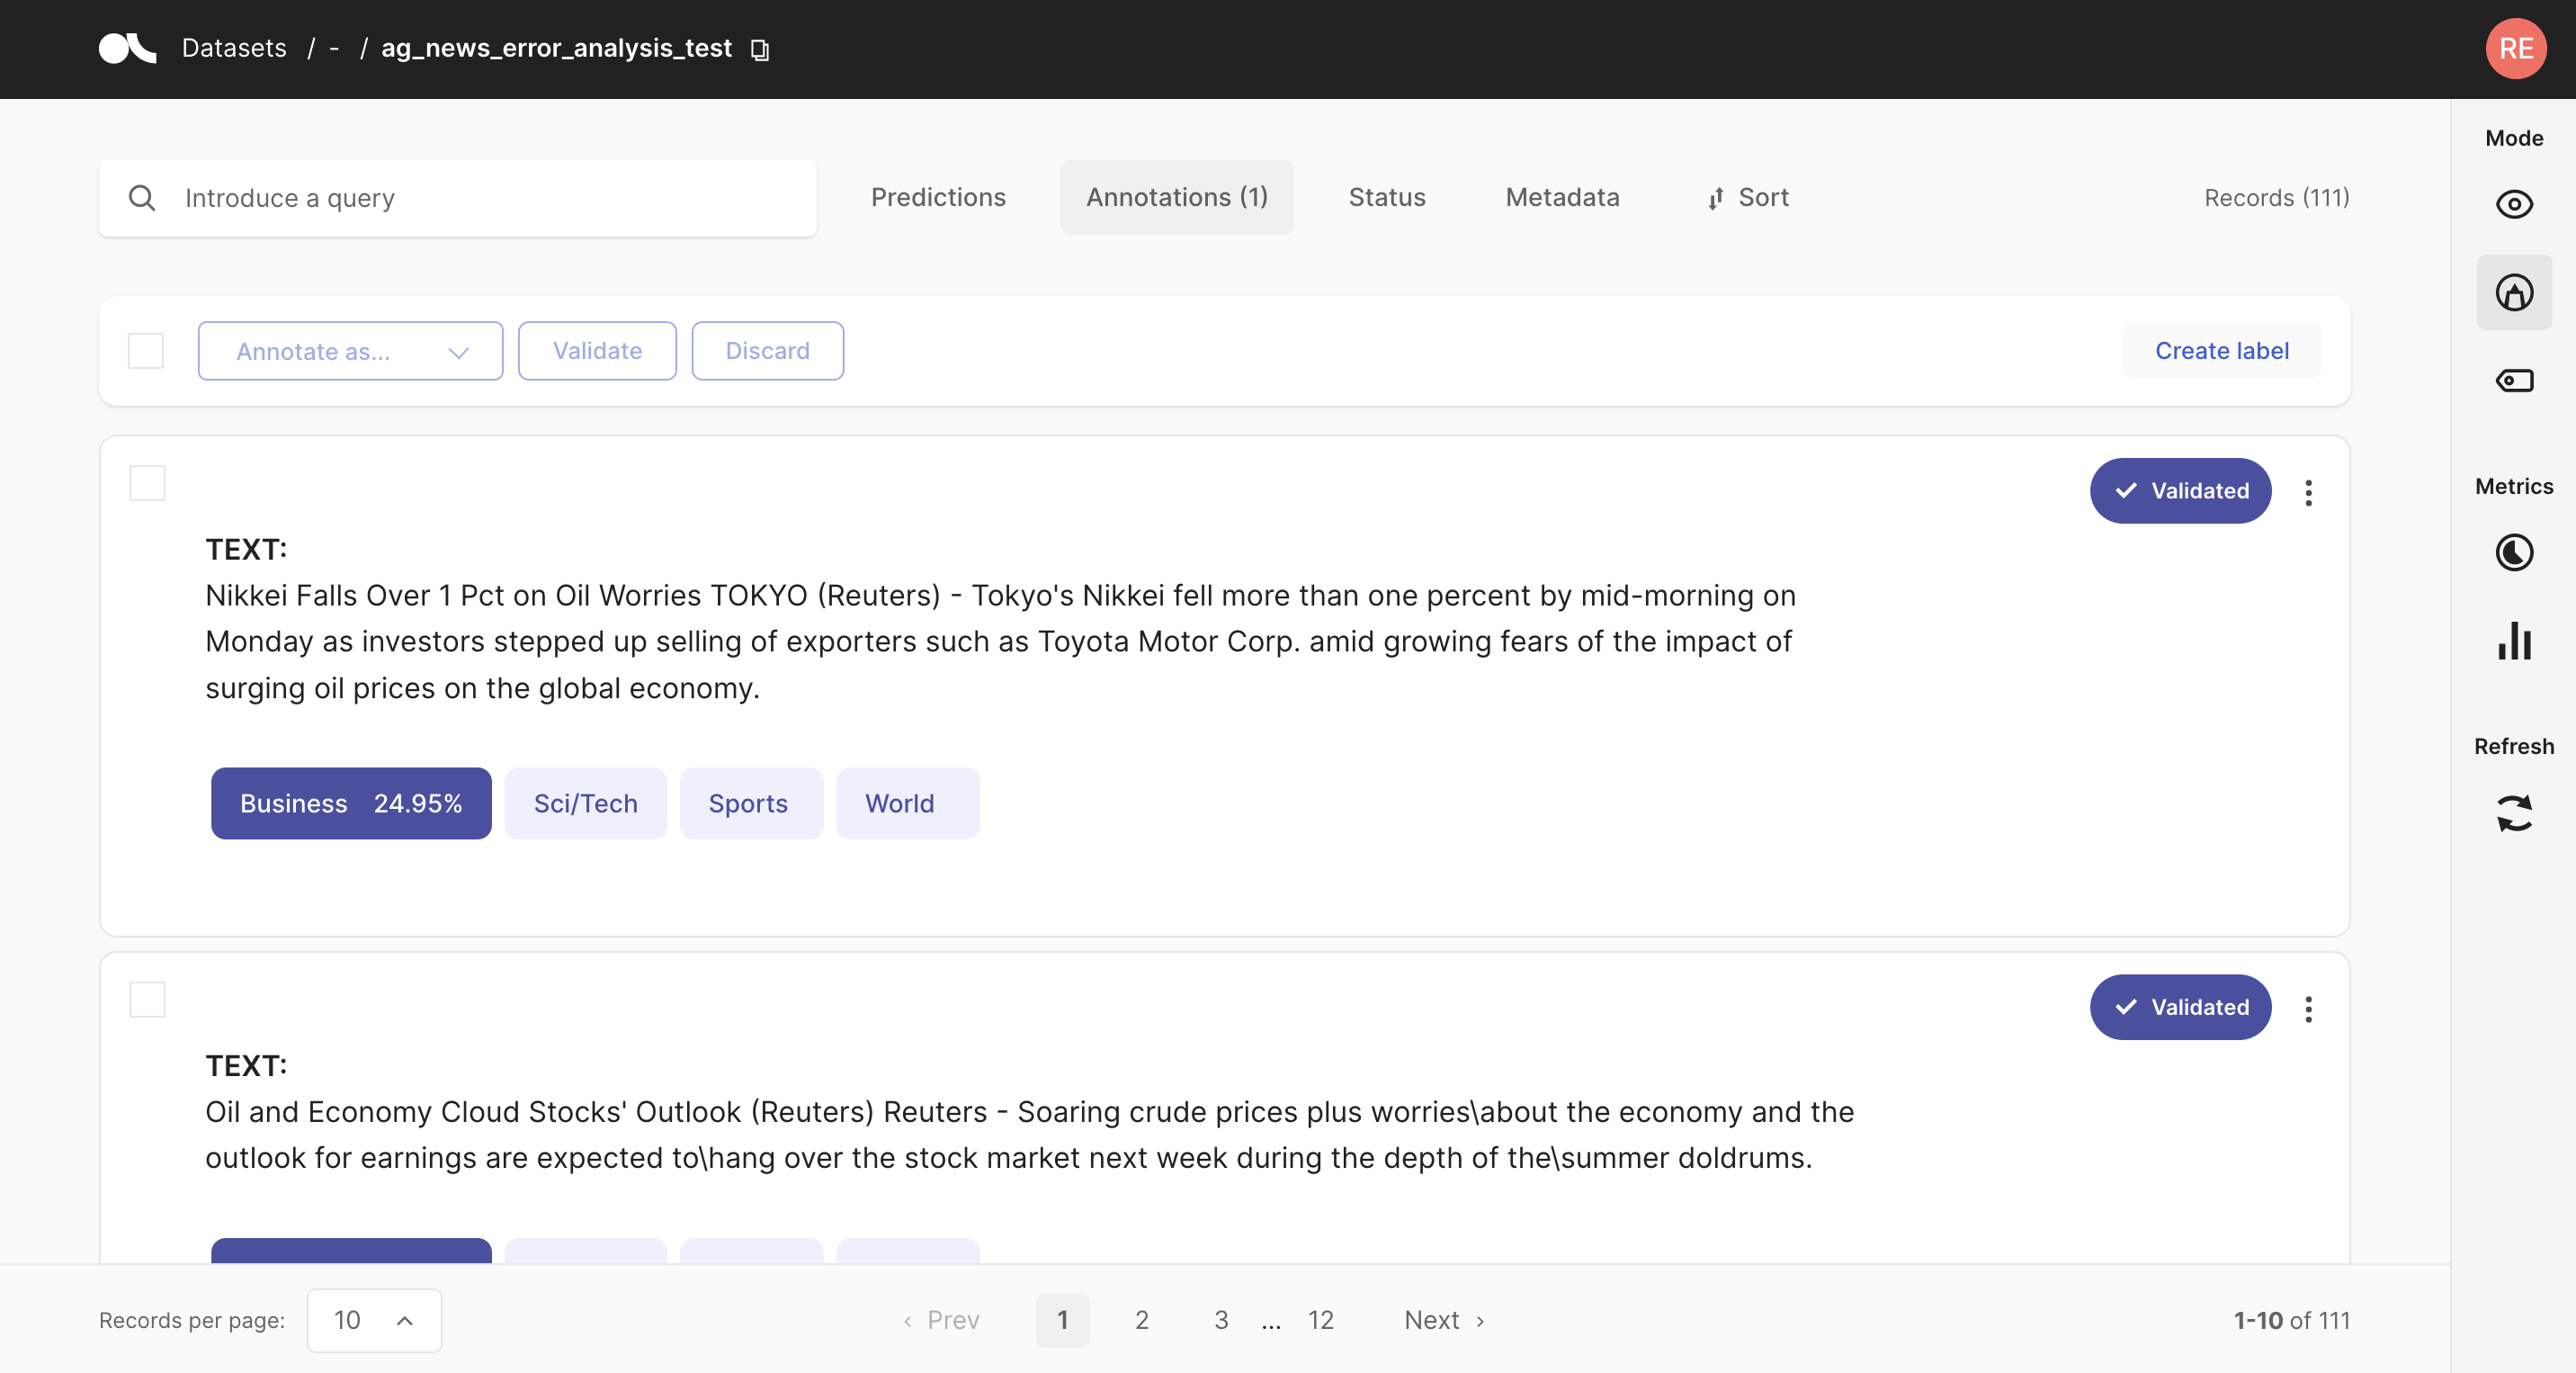 Datasets / - / ag_news_error_analysis_test
RE
Introduce a query
Predictions
Annotations (1)
Status
Metadata
Sort
Records (111)
Mode
Annotate as...
Validate
Discard
Create label
Validated
TEXT:
Nikkei Falls Over 1 Pct on Oil Worries TOKYO (Reuters) - Tokyo's Nikkei fell more than one percent by mid-morning on
Monday as investors stepped up selling of exporters such as Toyota Motor Corp. amid growing fears of the impact of
surging oil prices on the global economy.
Business 24.95%
Sci/Tech
Sports
World
Metrics
Refresh
Validated
TEXT:
Oil and Economy Cloud Stocks' Outlook (Reuters) Reuters - Soaring crude prices plus worries\about the economy and the
outlook for earnings are expected to\hang over the stock market next week during the depth of the\summer doldrums.
Records per page: 10
‹ Prev 1 2 3 ... 12 Next ›
1-10 of 111